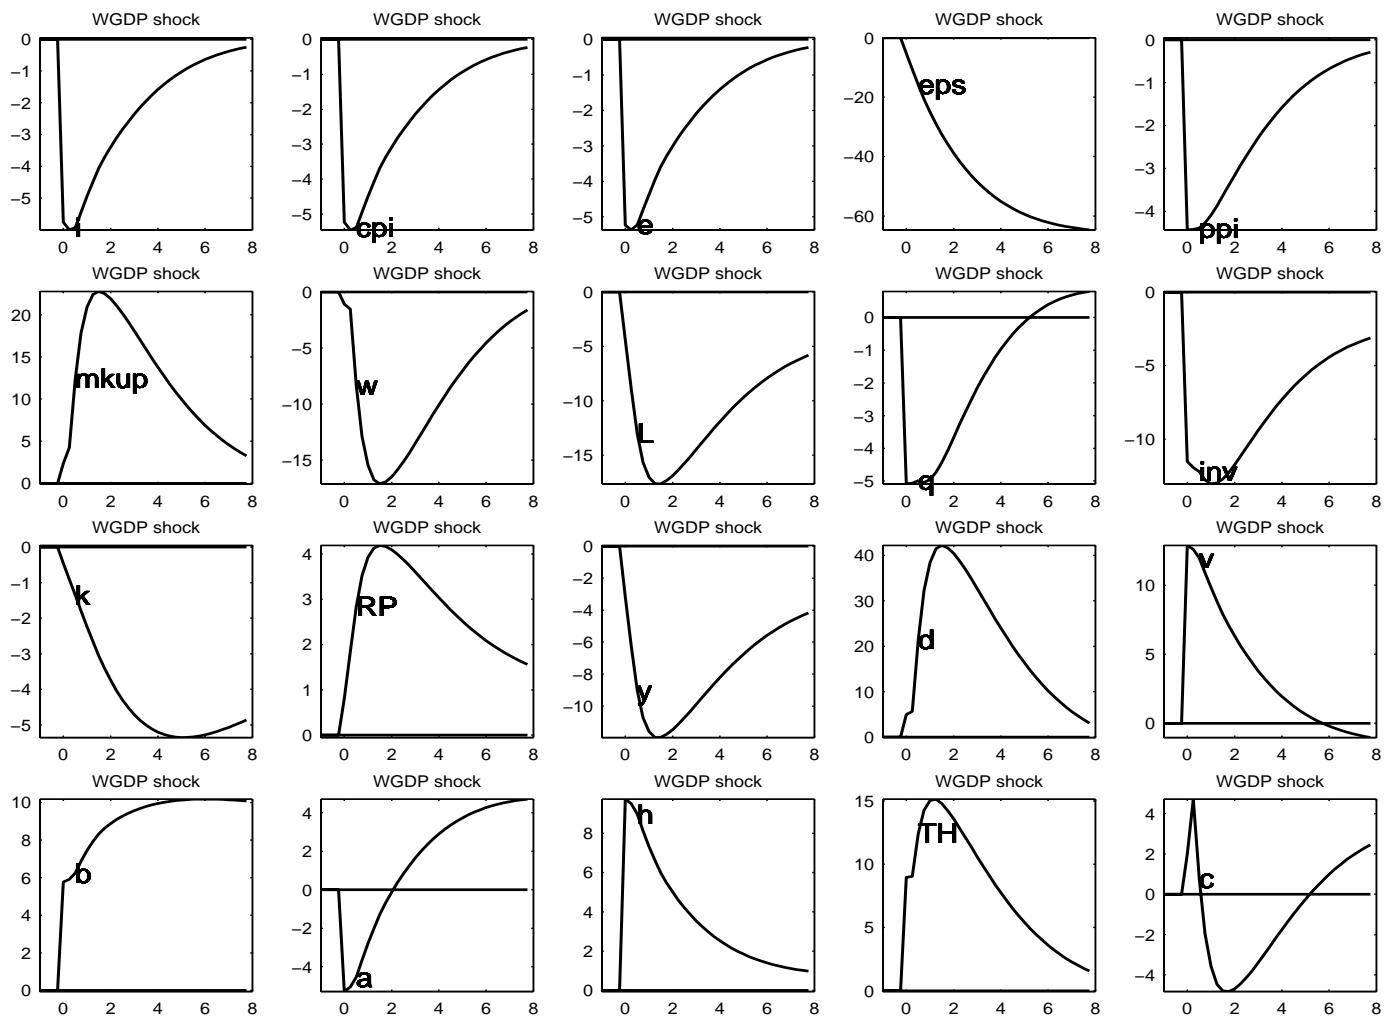 WGDP shock WGDP shock WGDP shock WGDP shock WGDP shock
0 0 0 0 0
−1 −1 −1 −20 −1
−2 −2 −2 −40 −2
−3 −3 −3 −60 −3
−4 −4 −4 −4
−5 −5 −5
i cpi e eps ppi
0 2 4 6 8 0 2 4 6 8 0 2 4 6 8 0 2 4 6 8 0 2 4 6 8
WGDP shock WGDP shock WGDP shock WGDP shock WGDP shock
20 0 0 0 0
15 −5 −5 −1 −5
10 −10 −10 −2 −10
5 −15 −15 −3
0 −4
−5
mkup w L q inv
0 2 4 6 8 0 2 4 6 8 0 2 4 6 8 0 2 4 6 8 0 2 4 6 8
WGDP shock WGDP shock WGDP shock WGDP shock WGDP shock
0 4 0 40 10
−1 3 −2 30 5
−2 2 −4 20 0
−3 1 −6 10
−4 0 −8 0
−5 −10
k RP y d v
0 2 4 6 8 0 2 4 6 8 0 2 4 6 8 0 2 4 6 8 0 2 4 6 8
WGDP shock WGDP shock WGDP shock WGDP shock WGDP shock
10 4 8 15 4
8 2 6 10 2
6 0 4 5 0
4 −2 2 0 −2
2 −4 0 −4
0
b a h TH c
0 2 4 6 8 0 2 4 6 8 0 2 4 6 8 0 2 4 6 8 0 2 4 6 8